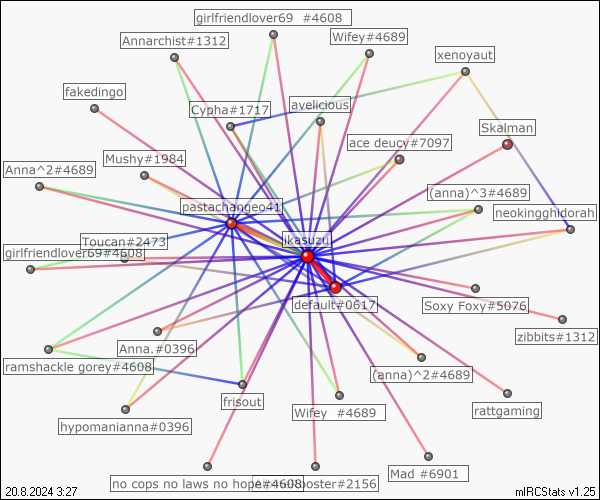 girlfriendlover69 #4608
Annarchist#1312
Wifey#4689
xenoyaut
fakedingo
Cypha#1717
avelicious
ace deucy#7097
Skalman
Mushy#1984
Anna^2#4689
(anna)^3#4689
pastachangeo41
neokingghidorah
Toucan#2473
ikasuzu
girlfriendlover69#4608
default#0617
Soxy Foxy#5076
zibbits#1312
Anna.#0396
ramshackle gorey#4608
(anna)^2#4689
frisout
Wifey #4689
rattgaming
hypomanianna#0396
no cops no laws no hope#4608
#2156
Mad #6901
20.8.2024 3:27
mIRCStats v1.25